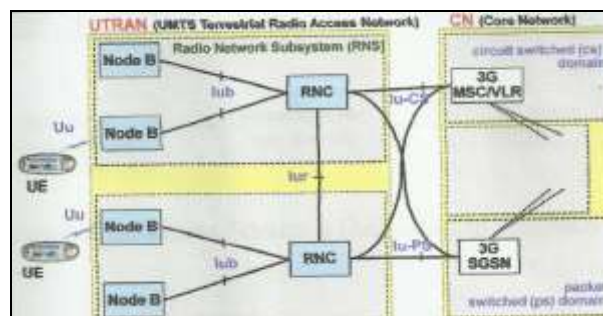 UTRAN (UMTS Terrestrial Radio Access Network)
CN (Core Network)
Radio Network Subsystem (RNS)
circuit switched (cs)
domain
Node B
Iub
RNC
Iu-CS
3G
MSC/VLR
Uu
Node B
UE
Iur
Uu
Node B
UE
Iub
RNC
Iu-PS
3G
SGSN
Node B
packe
switched (ps) domain